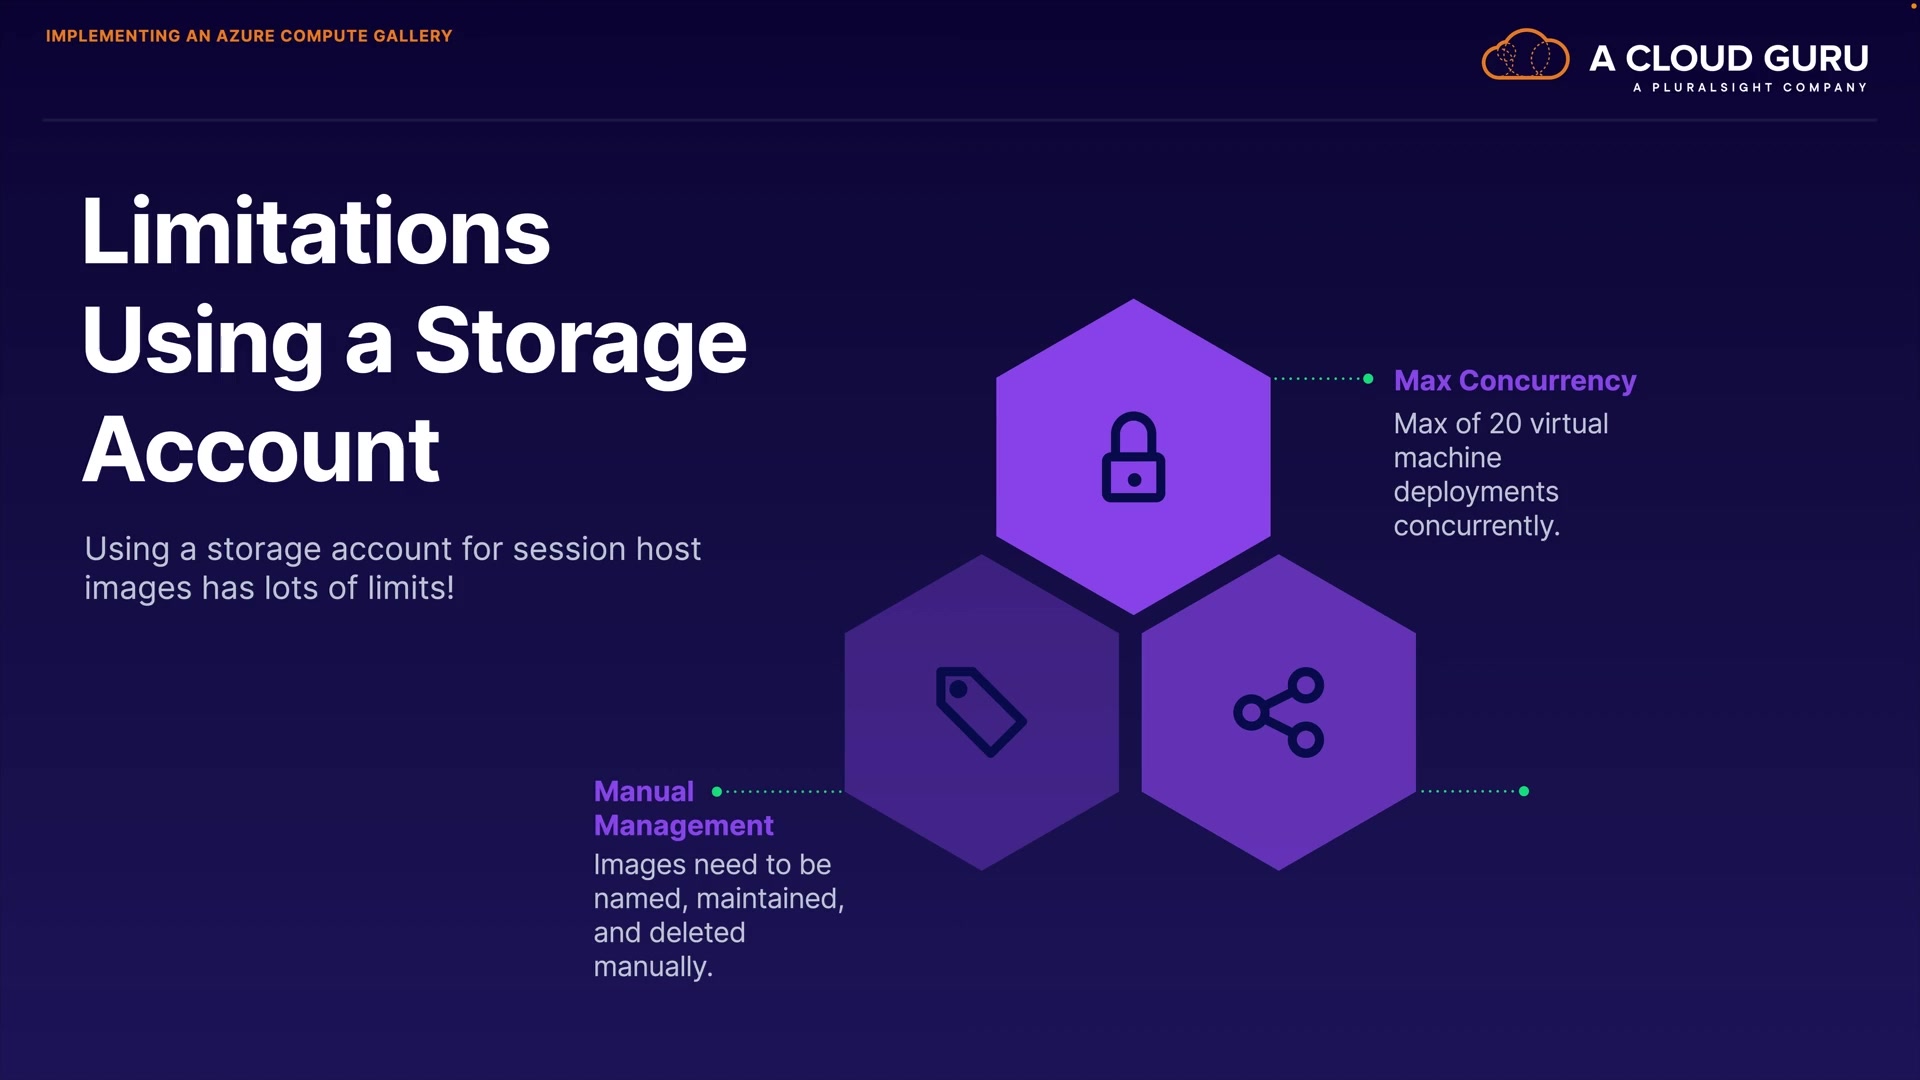 IMPLEMENTING AN AZURE COMPUTE GALLERY
A CLOUD GURU
A PLURALSIGHT COMPANY
Limitations
Using a Storage
Account
Using a storage account for session host
images has lots of limits!
Max Concurrency
Max of 20 virtual
machine
deployments
concurrently.
Manual
Management
Images need to be
named, maintained,
and deleted
manually.